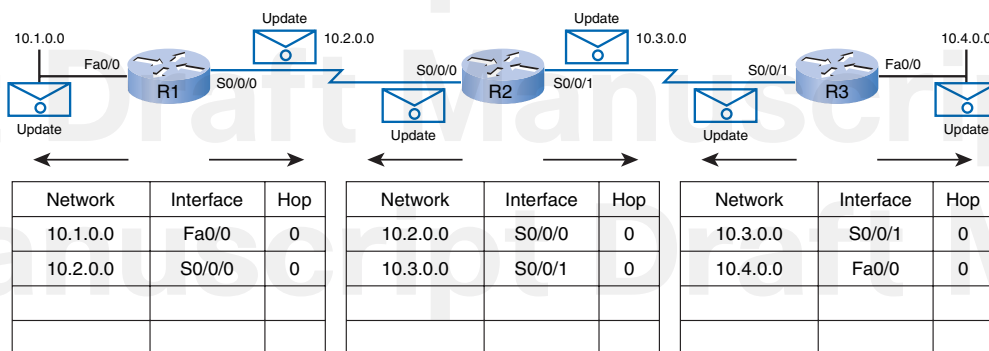 Update
Update
10.1.0.0
10.2.0.0
10.3.0.0
10.4.0.0
Fa0/0
R1
S0/0/0
S0/0/0
R2
S0/0/1
S0/0/1
R3
Fa0/0
Update
Update
Update
Update
Network Interface Hop
10.1.0.0 Fa0/0 0
10.2.0.0 S0/0/0 0
Network Interface Hop
10.2.0.0 S0/0/0 0
10.3.0.0 S0/0/1 0
Network Interface Hop
10.3.0.0 S0/0/1 0
10.4.0.0 Fa0/0 0
Draft Manuscript
Manuscript Draft M